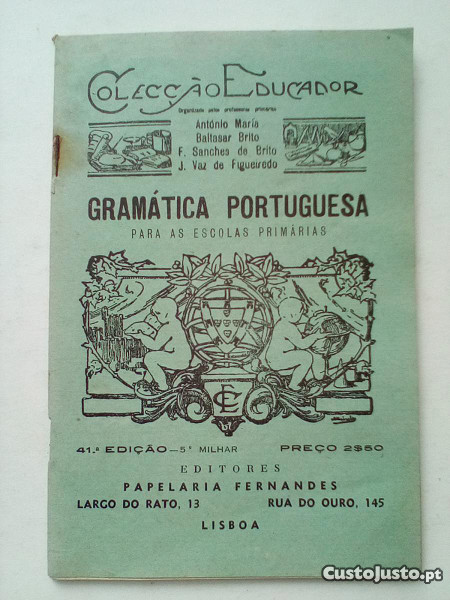 COLECÇÃO EDUCADOR
Organizada pelos professores primários
António Maria
Baltasar Brito
F. Sanches de Brito
J. Vaz de Figueiredo
GRAMÁTICA PORTUGUESA
PARA AS ESCOLAS PRIMÁRIAS
CE
41.ª EDIÇÃO — 5º MILHAR PREÇO 2$50
EDITORES
PAPELARIA FERNANDES
LARGO DO RATO, 13 RUA DO OURO, 145
LISBOA
CustoJusto.pt